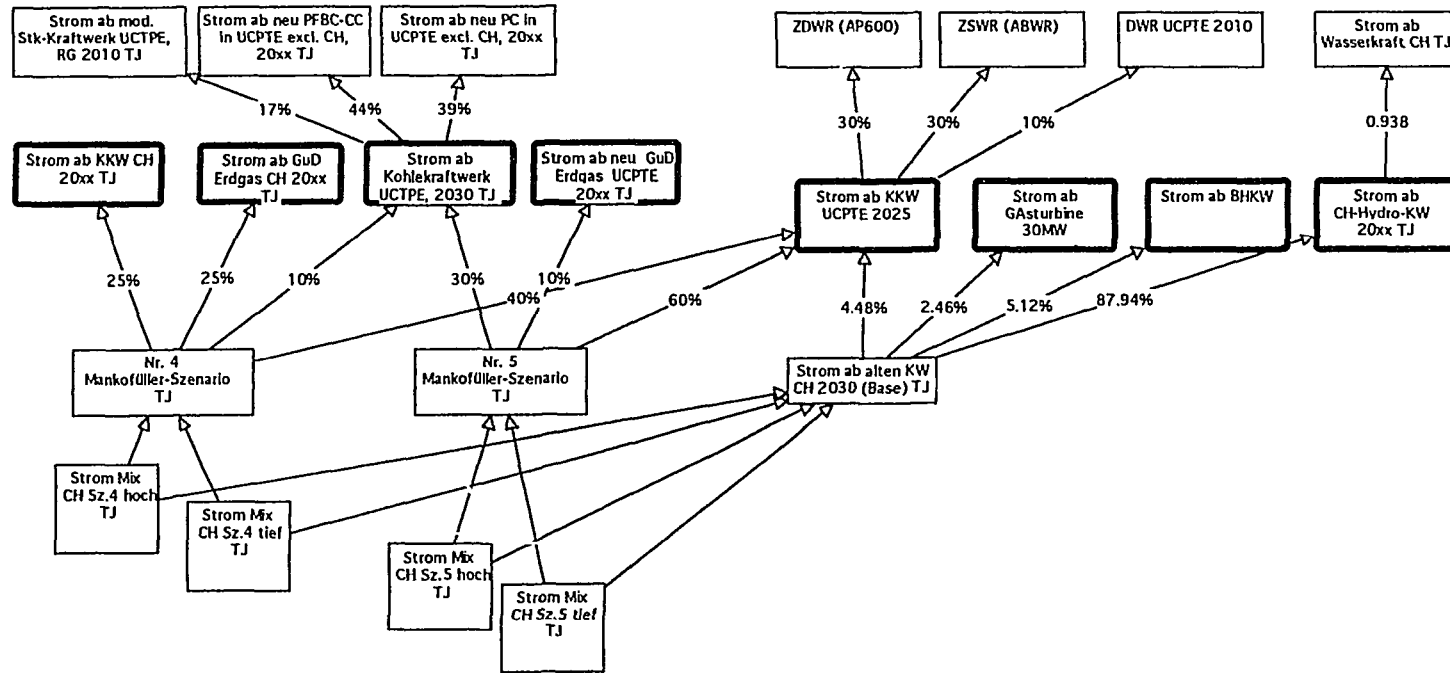 Strom ab mod.
Stk-Kraftwerk UCTPE,
RG 2010 TJ
Strom ab neu PFBC-CC
in UCPTE excl. CH,
20xx TJ
Strom ab neu PC in
UCPTE excl. CH, 20xx
TJ
ZDWR (AP600)
ZSWR (ABWR)
DWR UCPTE 2010
Strom ab
Wasserkraft CH TJ
17%
44%
39%
30%
30%
10%
0.938
Strom ab KKW CH
20xx TJ
Strom ab GuD
Erdgas CH 20xx
TJ
Strom ab
Kohlekraftwerk
UCTPE, 2030 TJ
Strom ab neu GuD
Erdgas UCPTE
20xx TJ
Strom ab KKW
UCPTE 2025
Strom ab
GAsturbine
30MW
Strom ab BHKW
Strom ab
CH-Hydro-KW
20xx TJ
25%
25%
10%
30%
10%
40%
60%
4.48%
2.46%
5.12%
87.94%
Nr. 4
Mankofüller-Szenario
TJ
Nr. 5
Mankofüller-Szenario
TJ
Strom ab alten KW
CH 2030 (Base) TJ
Strom Mix
CH Sz.4 hoch
TJ
Strom Mix
CH Sz.4 tief
TJ
Strom Mix
CH Sz.5 hoch
TJ
Strom Mix
CH Sz.5 tief
TJ